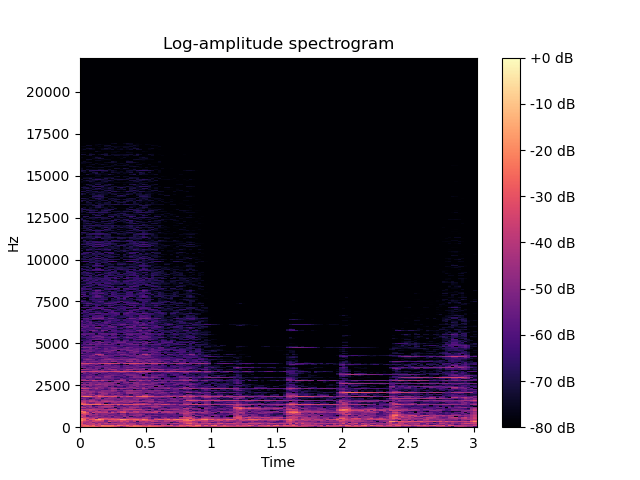 Log-amplitude spectrogram
Hz
20000
17500
15000
12500
10000
7500
5000
2500
0
0 0.5 1 1.5 2 2.5 3
Time
+0 dB
-10 dB
-20 dB
-30 dB
-40 dB
-50 dB
-60 dB
-70 dB
-80 dB